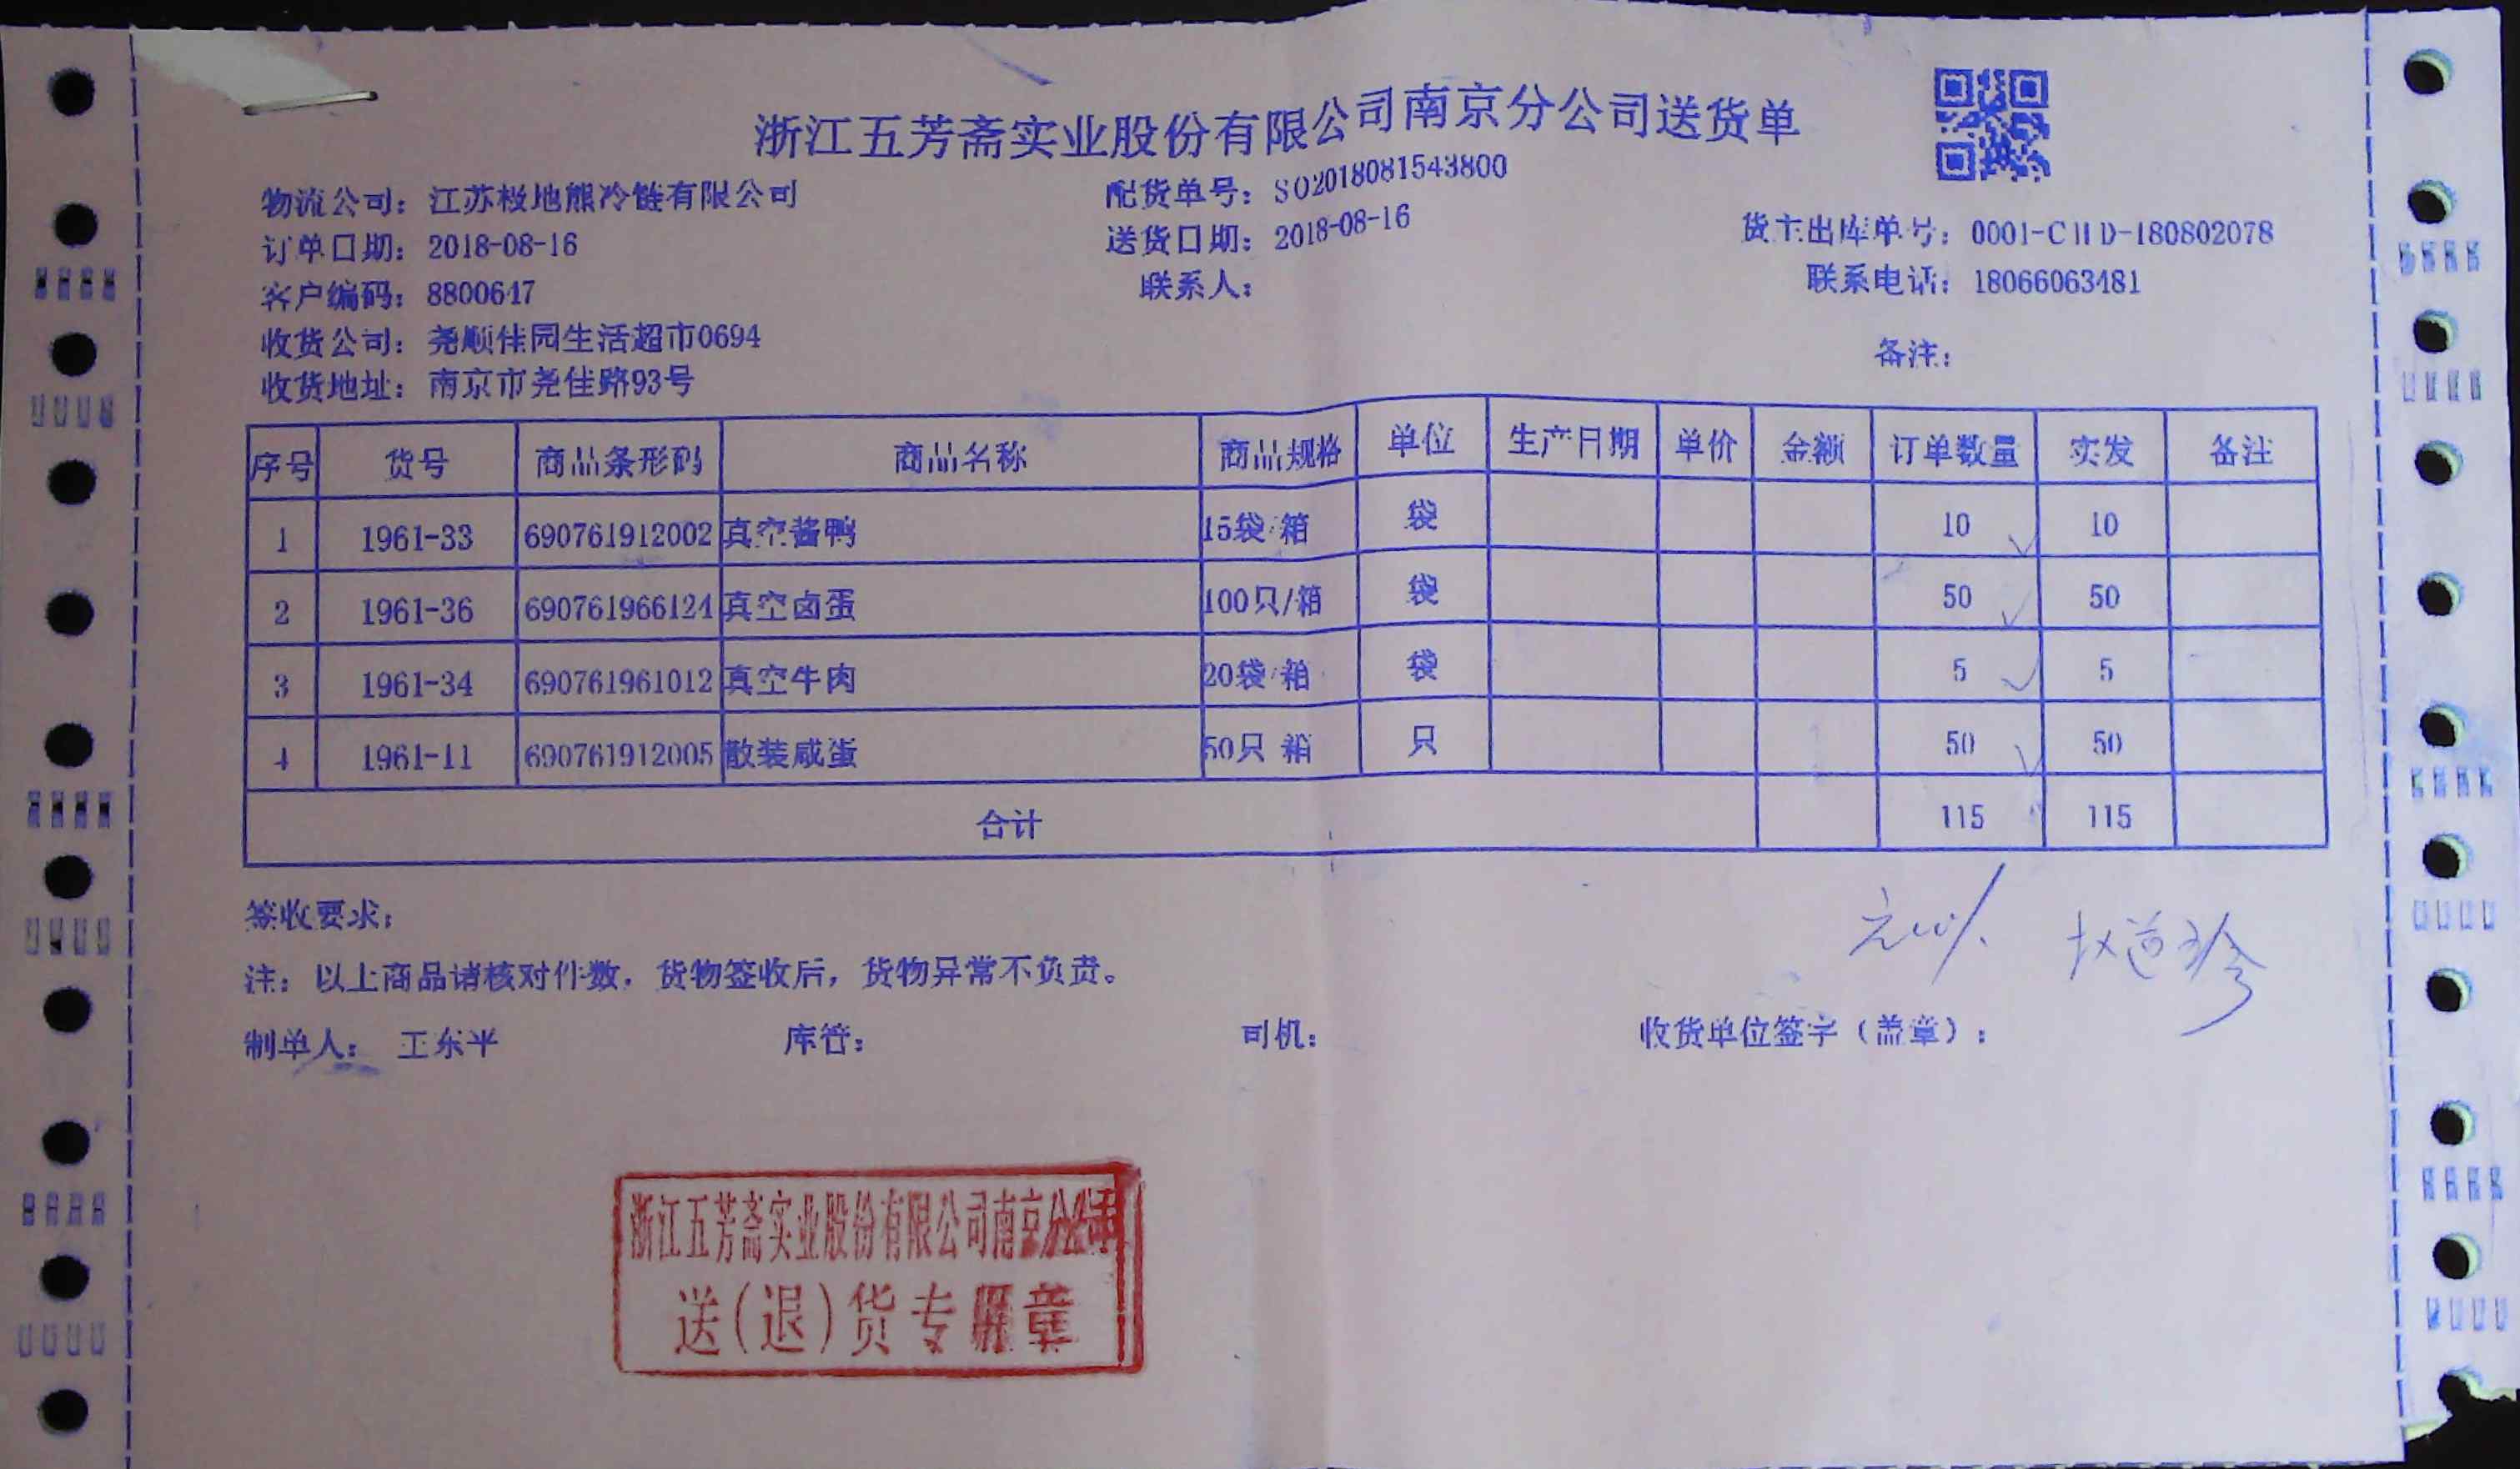 浙江五芳斋实业股份有限公司南京分公司送货单
物流公司：江苏极地熊冷链有限公司 配货单号：SO2018081543800
订单日期：2018-08-16 送货日期：2018-08-16 货主出库单号：0001-CHD-180802078
客户编码：8800647 联系人： 联系电话：18066063481
收货公司：尧顺佳园生活超市0694 备注：
收货地址：南京市尧佳路93号
序号 货号 商品条形码 商品名称 商品规格 单位 生产日期 单价 金额 订单数量 实发 备注
1 1961-33 690761912002 真空酱鸭 15袋/箱 袋 10 10
2 1961-36 690761966124 真空卤蛋 100只/箱 袋 50 50
3 1961-34 690761961012 真空牛肉 20袋/箱 袋 5 5
4 1961-11 690761912005 散装咸蛋 50只/箱 只 50 50
合计 115 115
签收要求：
注：以上商品请核对件数，货物签收后，货物异常不负责。
制单人：王东平 库管： 司机： 收货单位签字（盖章）：
浙江五芳斋实业股份有限公司南京分公司
送(退)货专用章